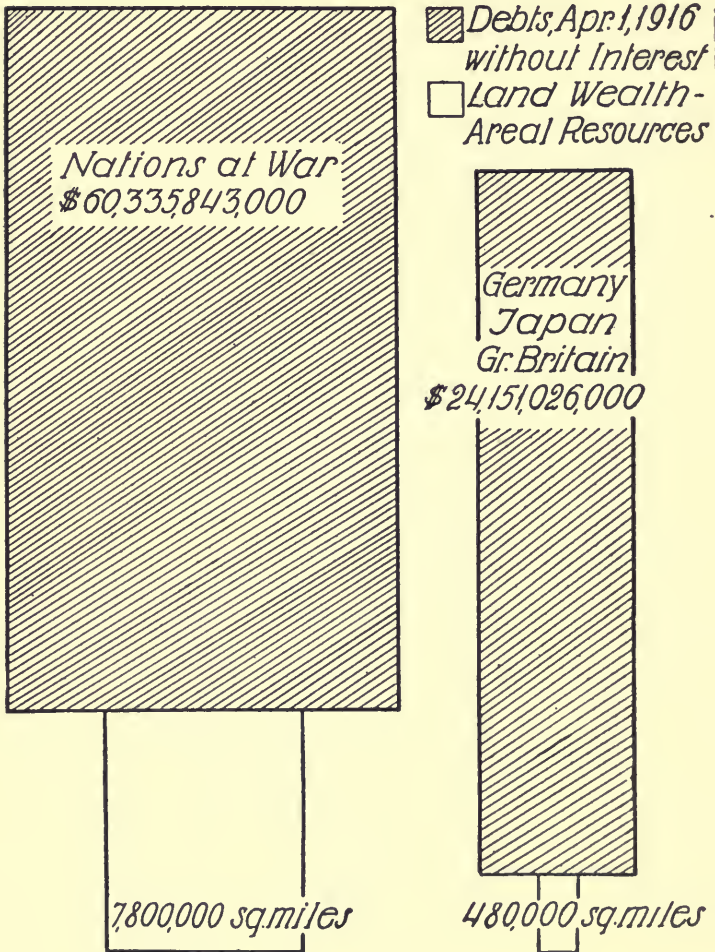 Debts, Apr. 1, 1916
without Interest
Land Wealth-
Areal Resources
Nations at War
$60,335,843,000
Germany
Japan
Gr. Britain
$24,151,026,000
7,800,000 sq.miles
480,000 sq.miles